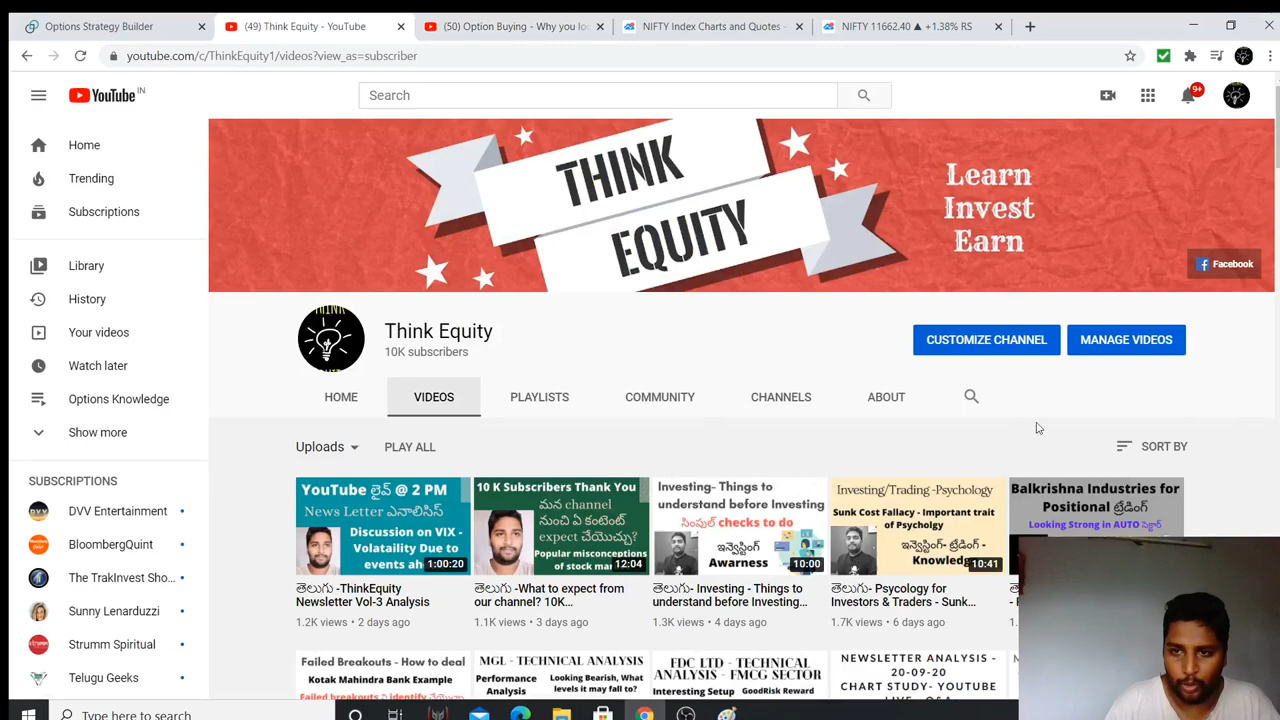 Options Strategy Builder
(49) Think Equity - YouTube
(50) Option Buying - Why you lo
NIFTY Index Charts and Quotes -
NIFTY 11662.40 ▲ +1.38% RS
youtube.com/c/ThinkEquity1/videos?view_as=subscriber
YouTube IN
Search
9+
Home
Trending
Subscriptions
Library
History
Your videos
Watch later
Options Knowledge
Show more
SUBSCRIPTIONS
DVV Entertainment
BloombergQuint
The TrakInvest Sho...
Sunny Lenarduzzi
Strumm Spiritual
Telugu Geeks
THINK
EQUITY
Learn
Invest
Earn
Facebook
THINK
Think Equity
10K subscribers
CUSTOMIZE CHANNEL
MANAGE VIDEOS
HOME
VIDEOS
PLAYLISTS
COMMUNITY
CHANNELS
ABOUT
Uploads
PLAY ALL
SORT BY
YouTube లైవ్ @ 2 PM
News Letter ఎనాలిసిస్
Discussion on VIX -
Volataility Due to
events ahe
1:00:20
తెలుగు -ThinkEquity
Newsletter Vol-3 Analysis
1.2K views • 2 days ago
10 K Subscribers Thank You
మన channel
నుంచి ఏ కంటెంట్
expect చేయొచ్చు?
Popular misconceptions
of stock mar
12:04
తెలుగు -What to expect from
our channel? 10K...
1.1K views • 3 days ago
Investing- Things to
understand before Investing
సింపుల్ checks to do
ఇన్వెస్టింగ్
Awarness
10:00
తెలుగు- Investing - Things to
understand before Investing...
1.3K views • 4 days ago
Investing/Trading -Psychology
Sunk Cost Fallacy - Important trait
of Psycholgy
ఇన్వెస్టింగ్- ట్రేడింగ్ -
Knowledg
10:41
తెలుగు- Psycology for
Investors & Traders - Sunk...
1.7K views • 6 days ago
Balkrishna Industries for
Positional ట్రేడింగ్
Looking Strong in AUTO సెక్టార్
Failed Breakouts - How to deal
Kotak Mahindra Bank Example
MGL - TECHNICAL ANALYSIS
Performance
Analysis
Looking Bearish, What
levels it may fall to?
FDC LTD - TECHNICAL
ANALYSIS - FMCG SECTOR
Interesting Setup
GoodRisk Reward
NEWSLETTER ANALYSIS -
20-09-20
CHART STUDY- YOUTUBE
Type here to search